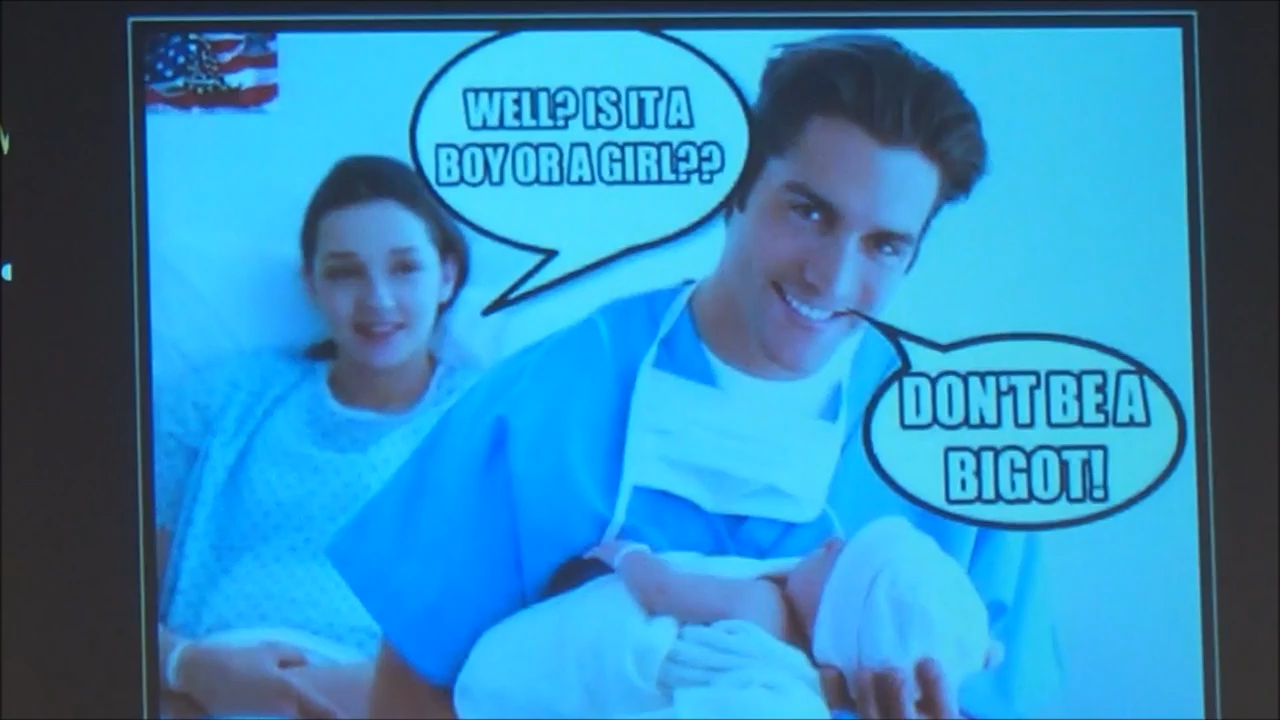 WELL? IS IT A
BOY OR A GIRL??
DON'T BE A
BIGOT!